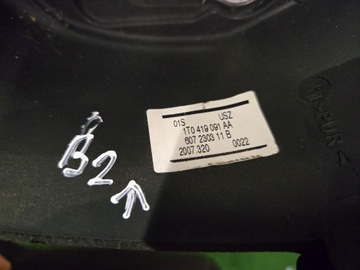 01S USZ
1T0 419 091 AA
607 2303 11 B
2007.320 0022
B2